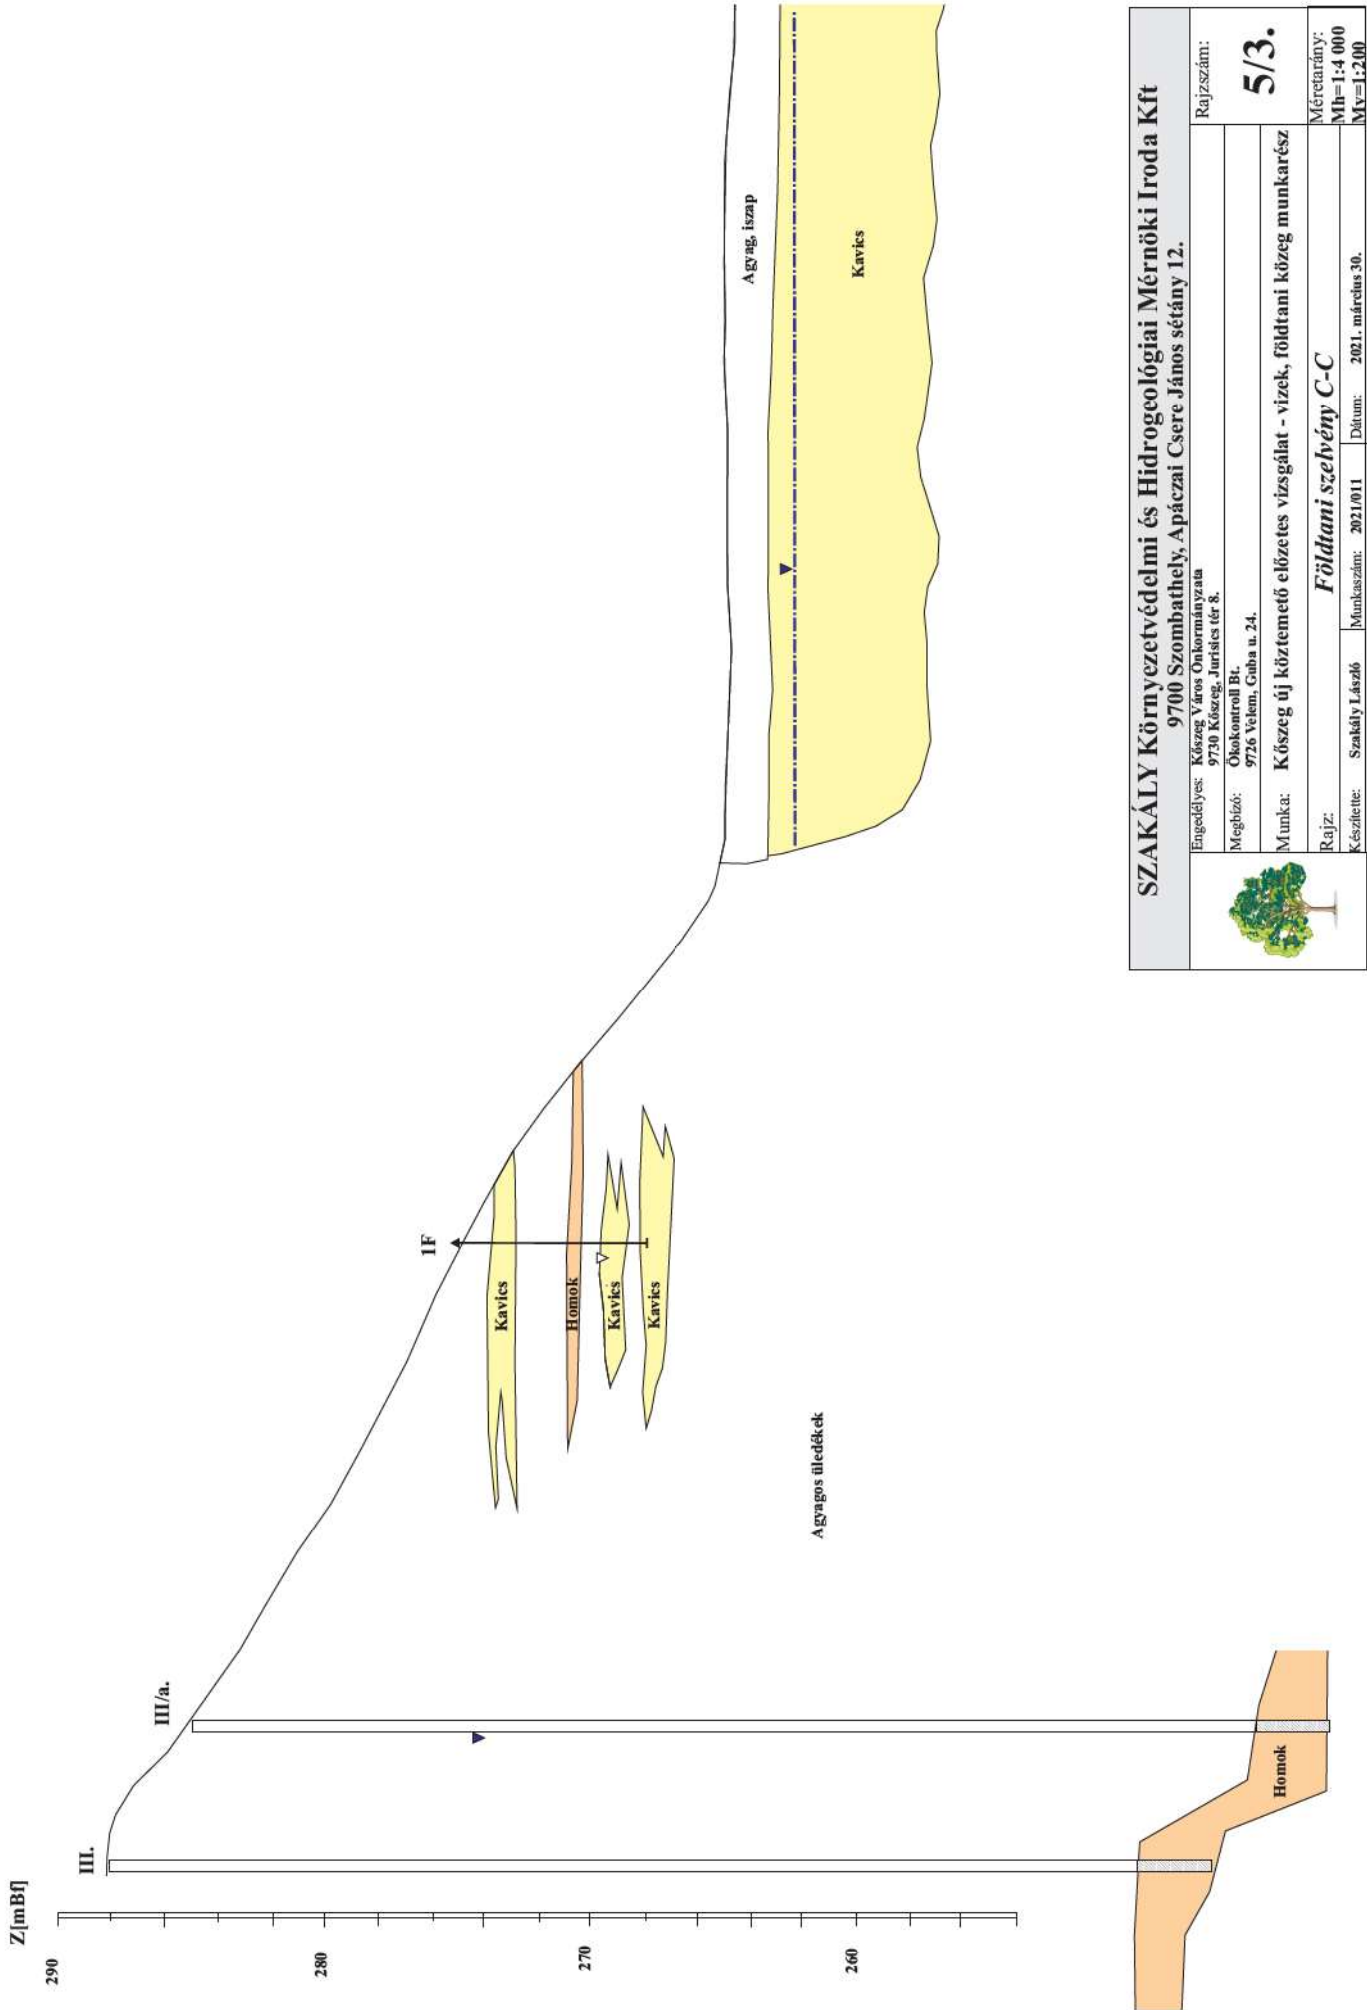 Z[mBf]
290
280
270
260
III.
III/a.
1F
Kavics
Homok
Kavics
Kavics
Agyagos üledékek
Homok
Agyag, iszap
Kavics
SZAKÁLY Környezetvédelmi és Hidrogeológiai Mérnöki Iroda Kft
9700 Szombathely, Apáczai Csere János sétány 12.
Engedélyes: Kőszeg Város Önkormányzata
9730 Kőszeg, Jurisics tér 8.
Megbízó: Ökokontroll Bt.
9726 Velem, Guba u. 24.
Munka: Kőszeg új köztemető előzetes vizsgálat - vizek, földtani közeg munkarész
Rajz: Földtani szelvény C-C
Készítette: Szakály László Munkaszám: 2021/011 Dátum: 2021. március 30.
Rajzszám:
5/3.
Méretarány:
Mh=1:4 000
Mv=1:200